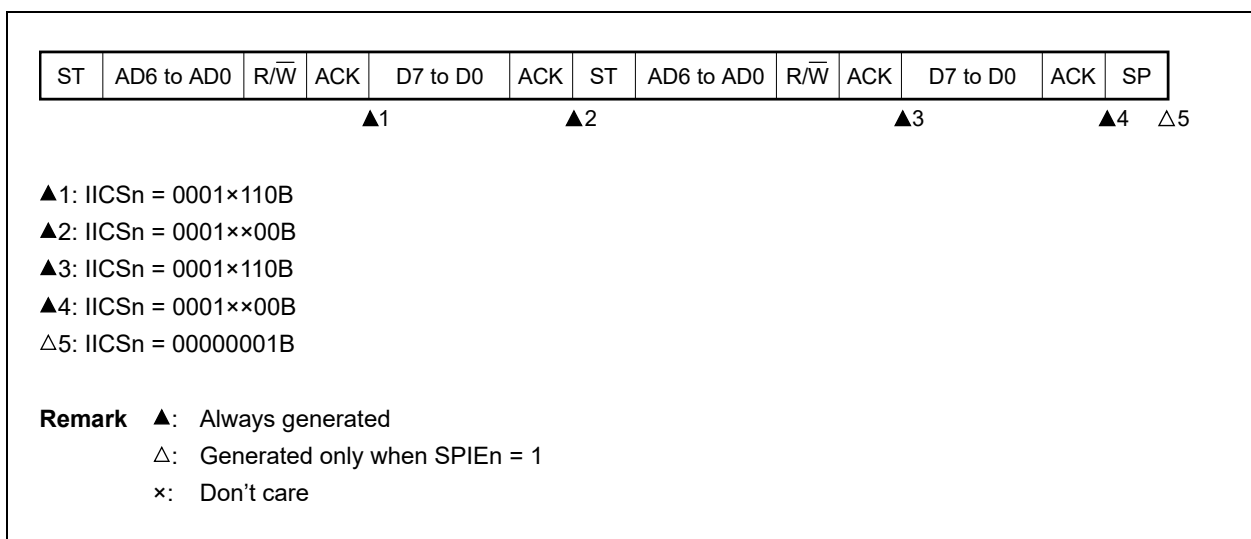 ST AD6 to AD0 R/W̅ ACK D7 to D0 ACK ST AD6 to AD0 R/W̅ ACK D7 to D0 ACK SP
▲1 ▲2 ▲3 ▲4 △5
▲1: IICSn = 0001×110B
▲2: IICSn = 0001××00B
▲3: IICSn = 0001×110B
▲4: IICSn = 0001××00B
△5: IICSn = 00000001B
Remark ▲: Always generated
△: Generated only when SPIEn = 1
×: Don’t care